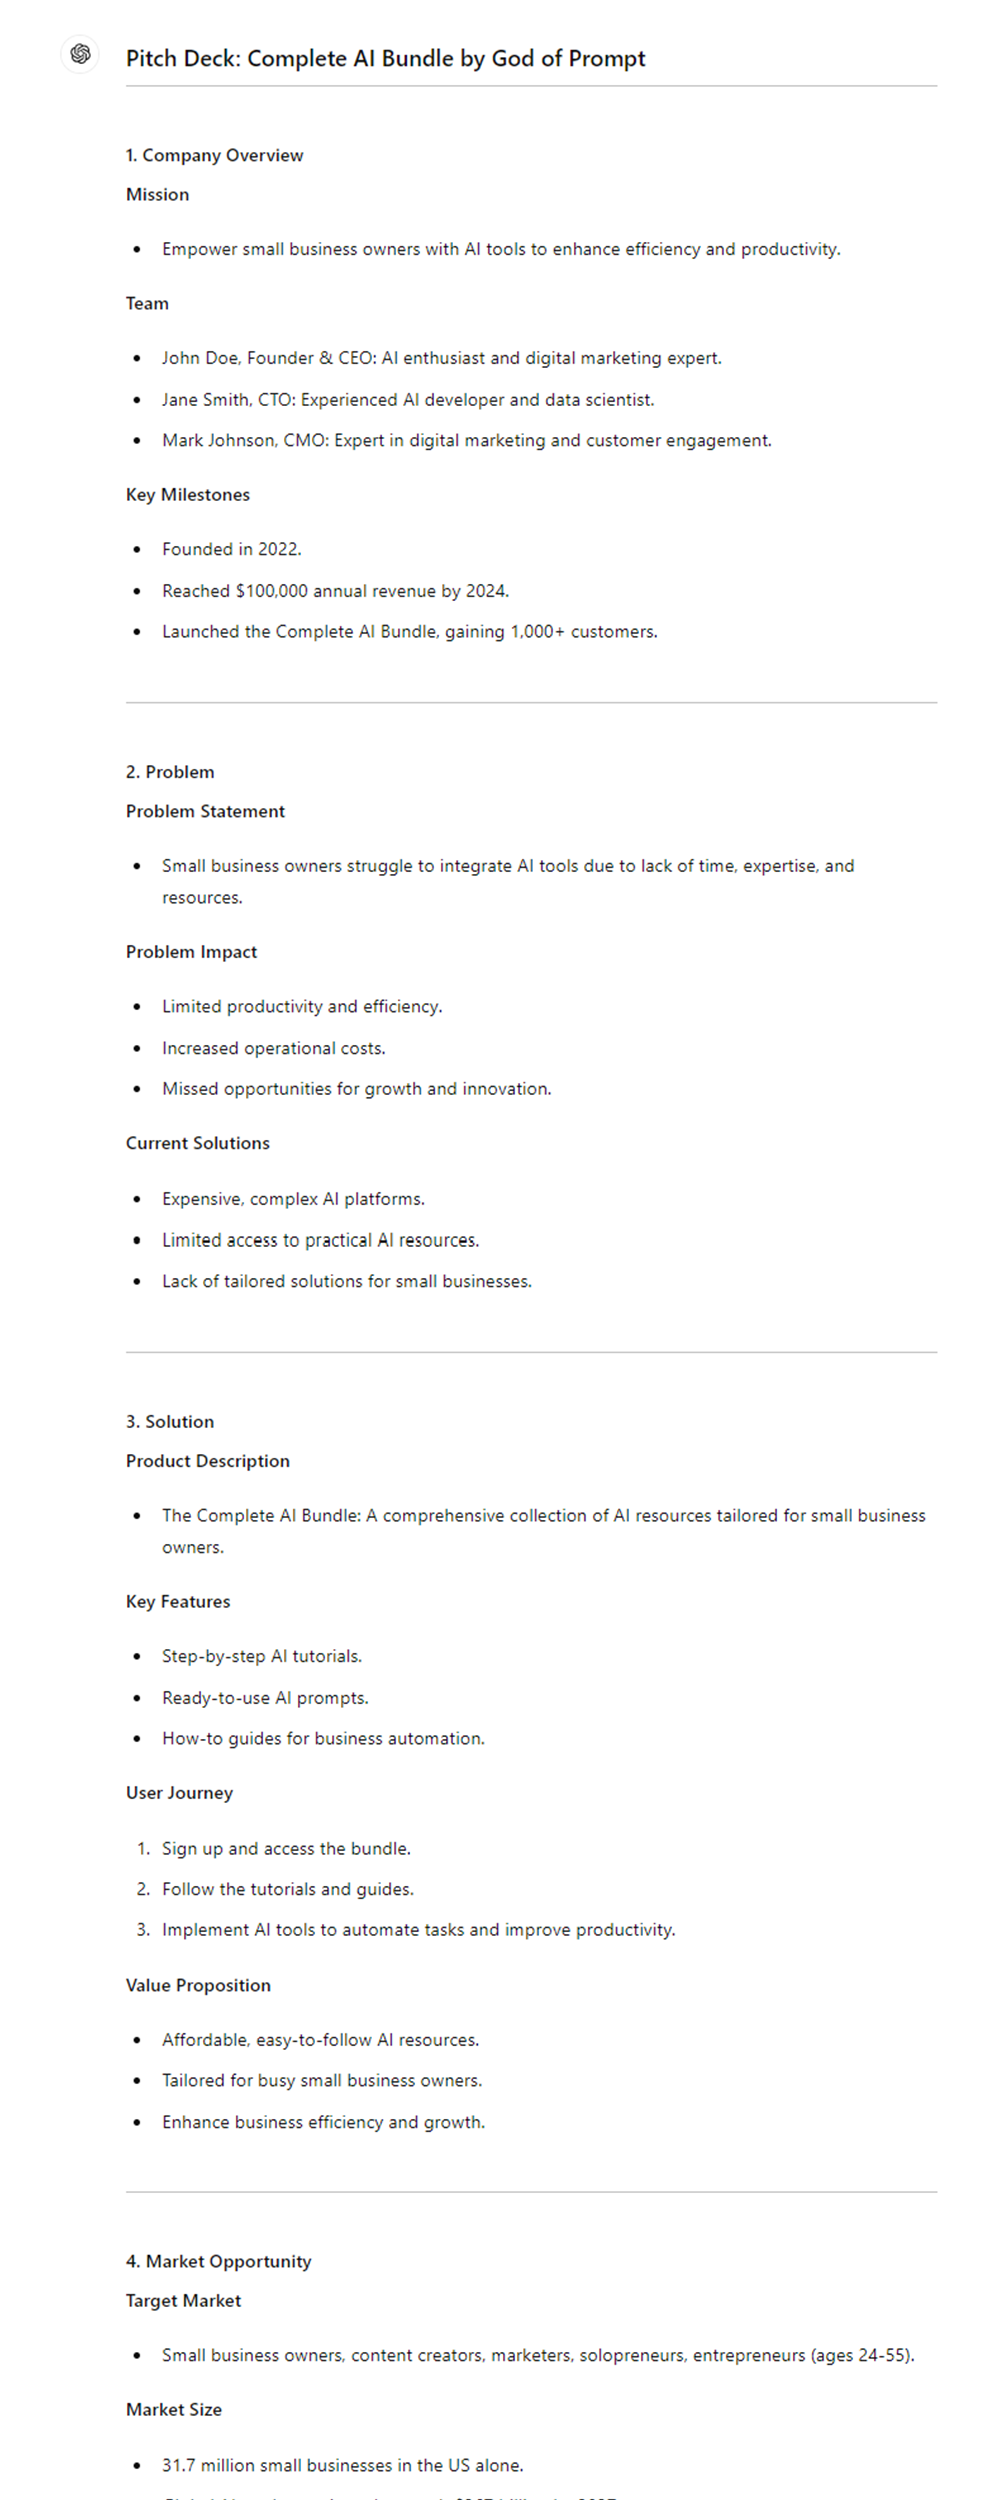 Pitch Deck: Complete AI Bundle by God of Prompt
1. Company Overview
Mission
• Empower small business owners with AI tools to enhance efficiency and productivity.
Team
• John Doe, Founder & CEO: AI enthusiast and digital marketing expert.
• Jane Smith, CTO: Experienced AI developer and data scientist.
• Mark Johnson, CMO: Expert in digital marketing and customer engagement.
Key Milestones
• Founded in 2022.
• Reached $100,000 annual revenue by 2024.
• Launched the Complete AI Bundle, gaining 1,000+ customers.
2. Problem
Problem Statement
• Small business owners struggle to integrate AI tools due to lack of time, expertise, and
resources.
Problem Impact
• Limited productivity and efficiency.
• Increased operational costs.
• Missed opportunities for growth and innovation.
Current Solutions
• Expensive, complex AI platforms.
• Limited access to practical AI resources.
• Lack of tailored solutions for small businesses.
3. Solution
Product Description
• The Complete AI Bundle: A comprehensive collection of AI resources tailored for small business
owners.
Key Features
• Step-by-step AI tutorials.
• Ready-to-use AI prompts.
• How-to guides for business automation.
User Journey
1. Sign up and access the bundle.
2. Follow the tutorials and guides.
3. Implement AI tools to automate tasks and improve productivity.
Value Proposition
• Affordable, easy-to-follow AI resources.
• Tailored for busy small business owners.
• Enhance business efficiency and growth.
4. Market Opportunity
Target Market
• Small business owners, content creators, marketers, solopreneurs, entrepreneurs (ages 24-55).
Market Size
• 31.7 million small businesses in the US alone.